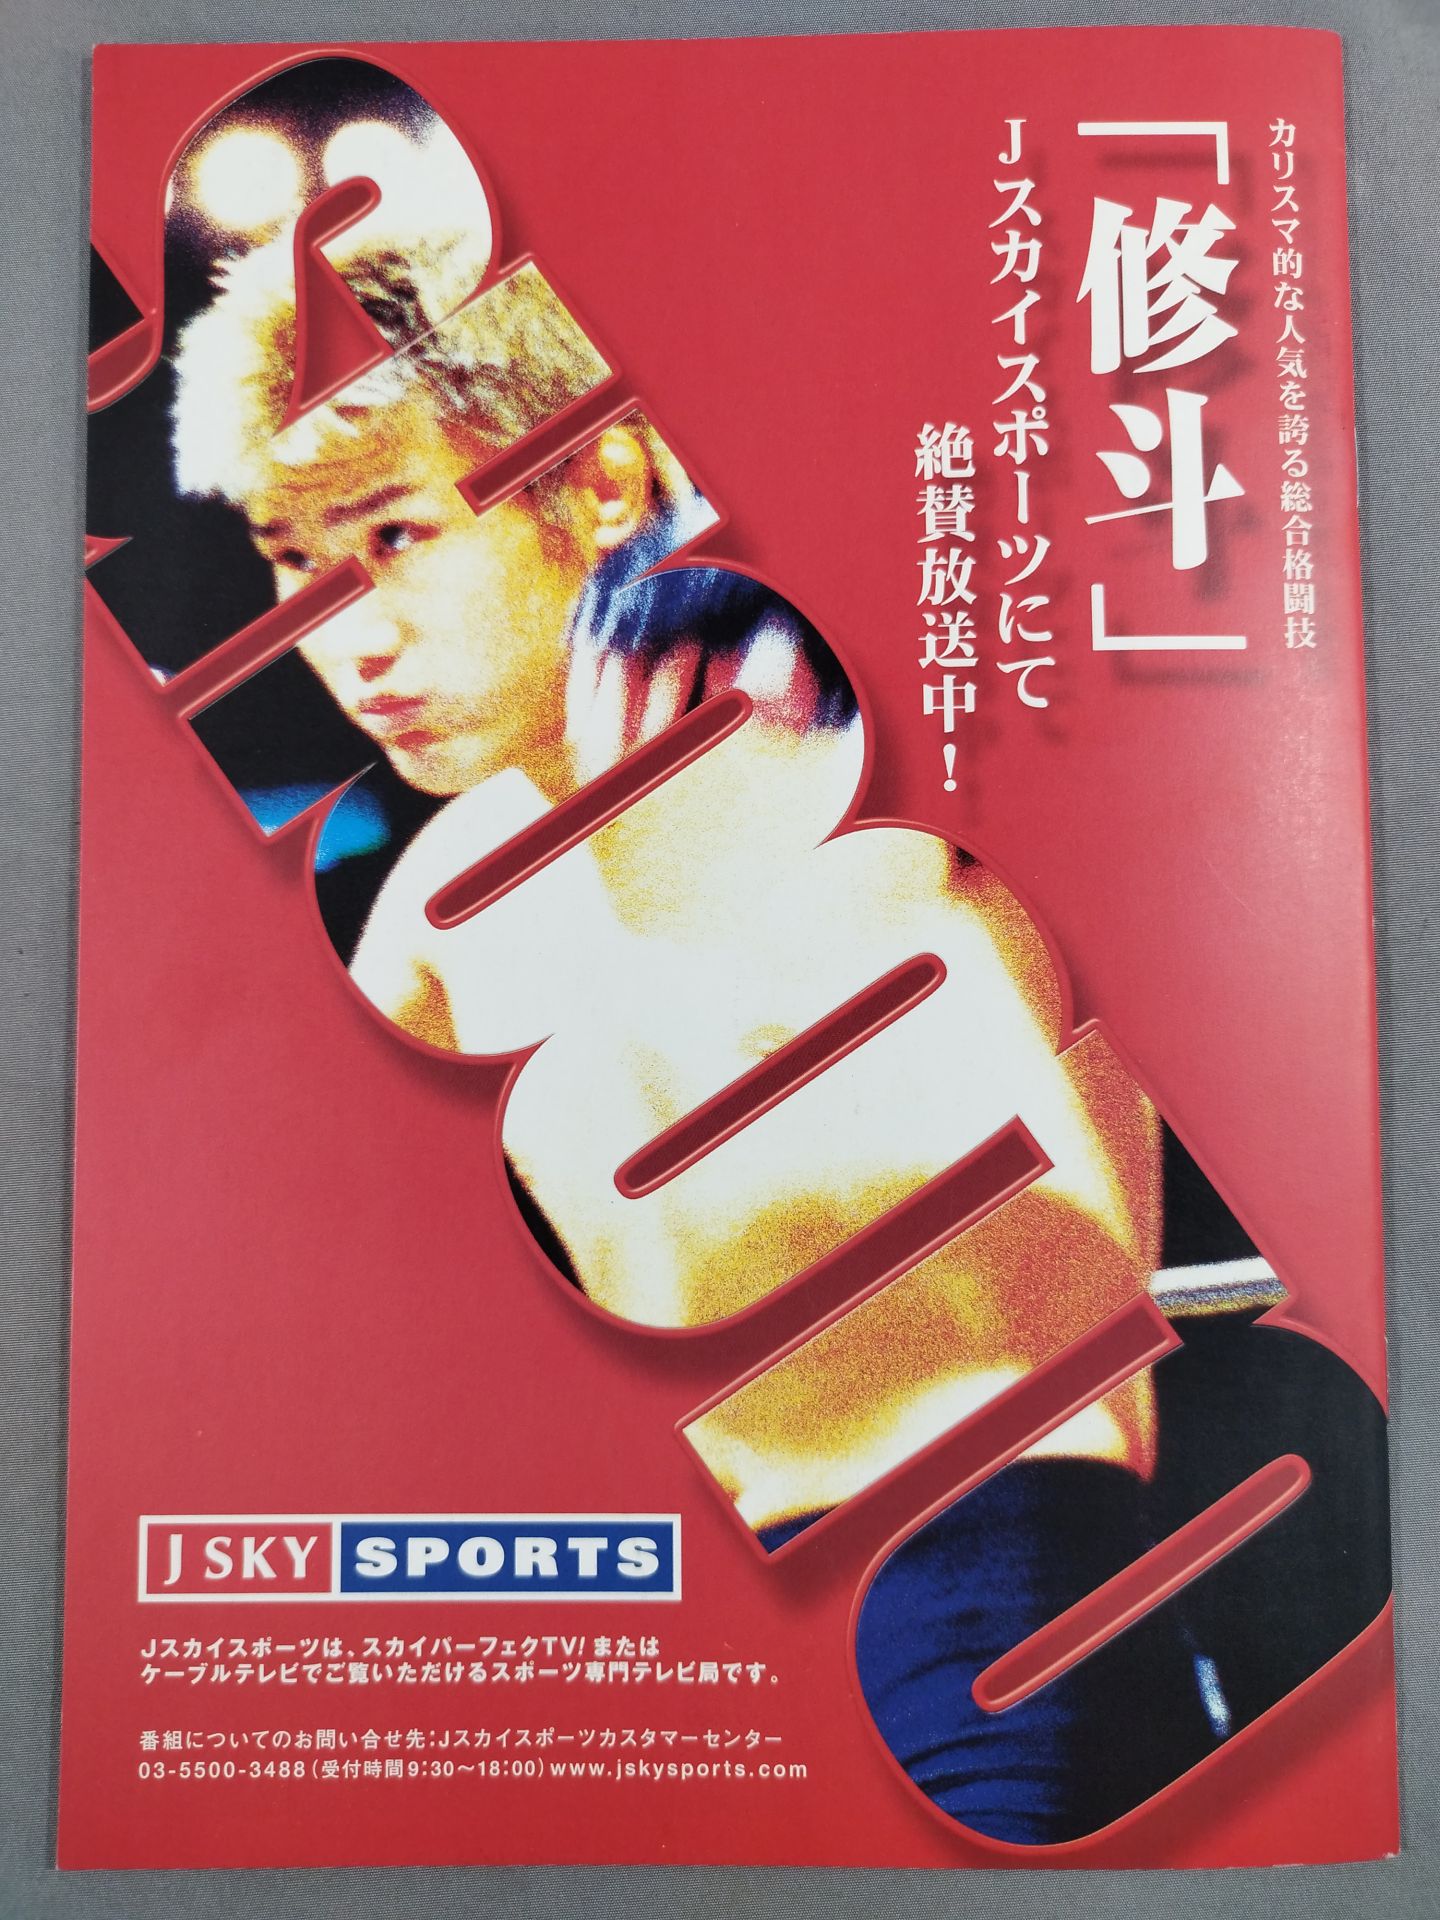 カリスマ的な人気を誇る総合格闘技
「修斗」
Jスカイスポーツにて
絶賛放送中!
SHOOTO
J SKY SPORTS
Jスカイスポーツは、スカイパーフェクTV!または
ケーブルテレビでご覧いただけるスポーツ専門テレビ局です。
番組についてのお問い合せ先:Jスカイスポーツカスタマーセンター
03-5500-3488(受付時間9:30〜18:00)www.jskysports.com